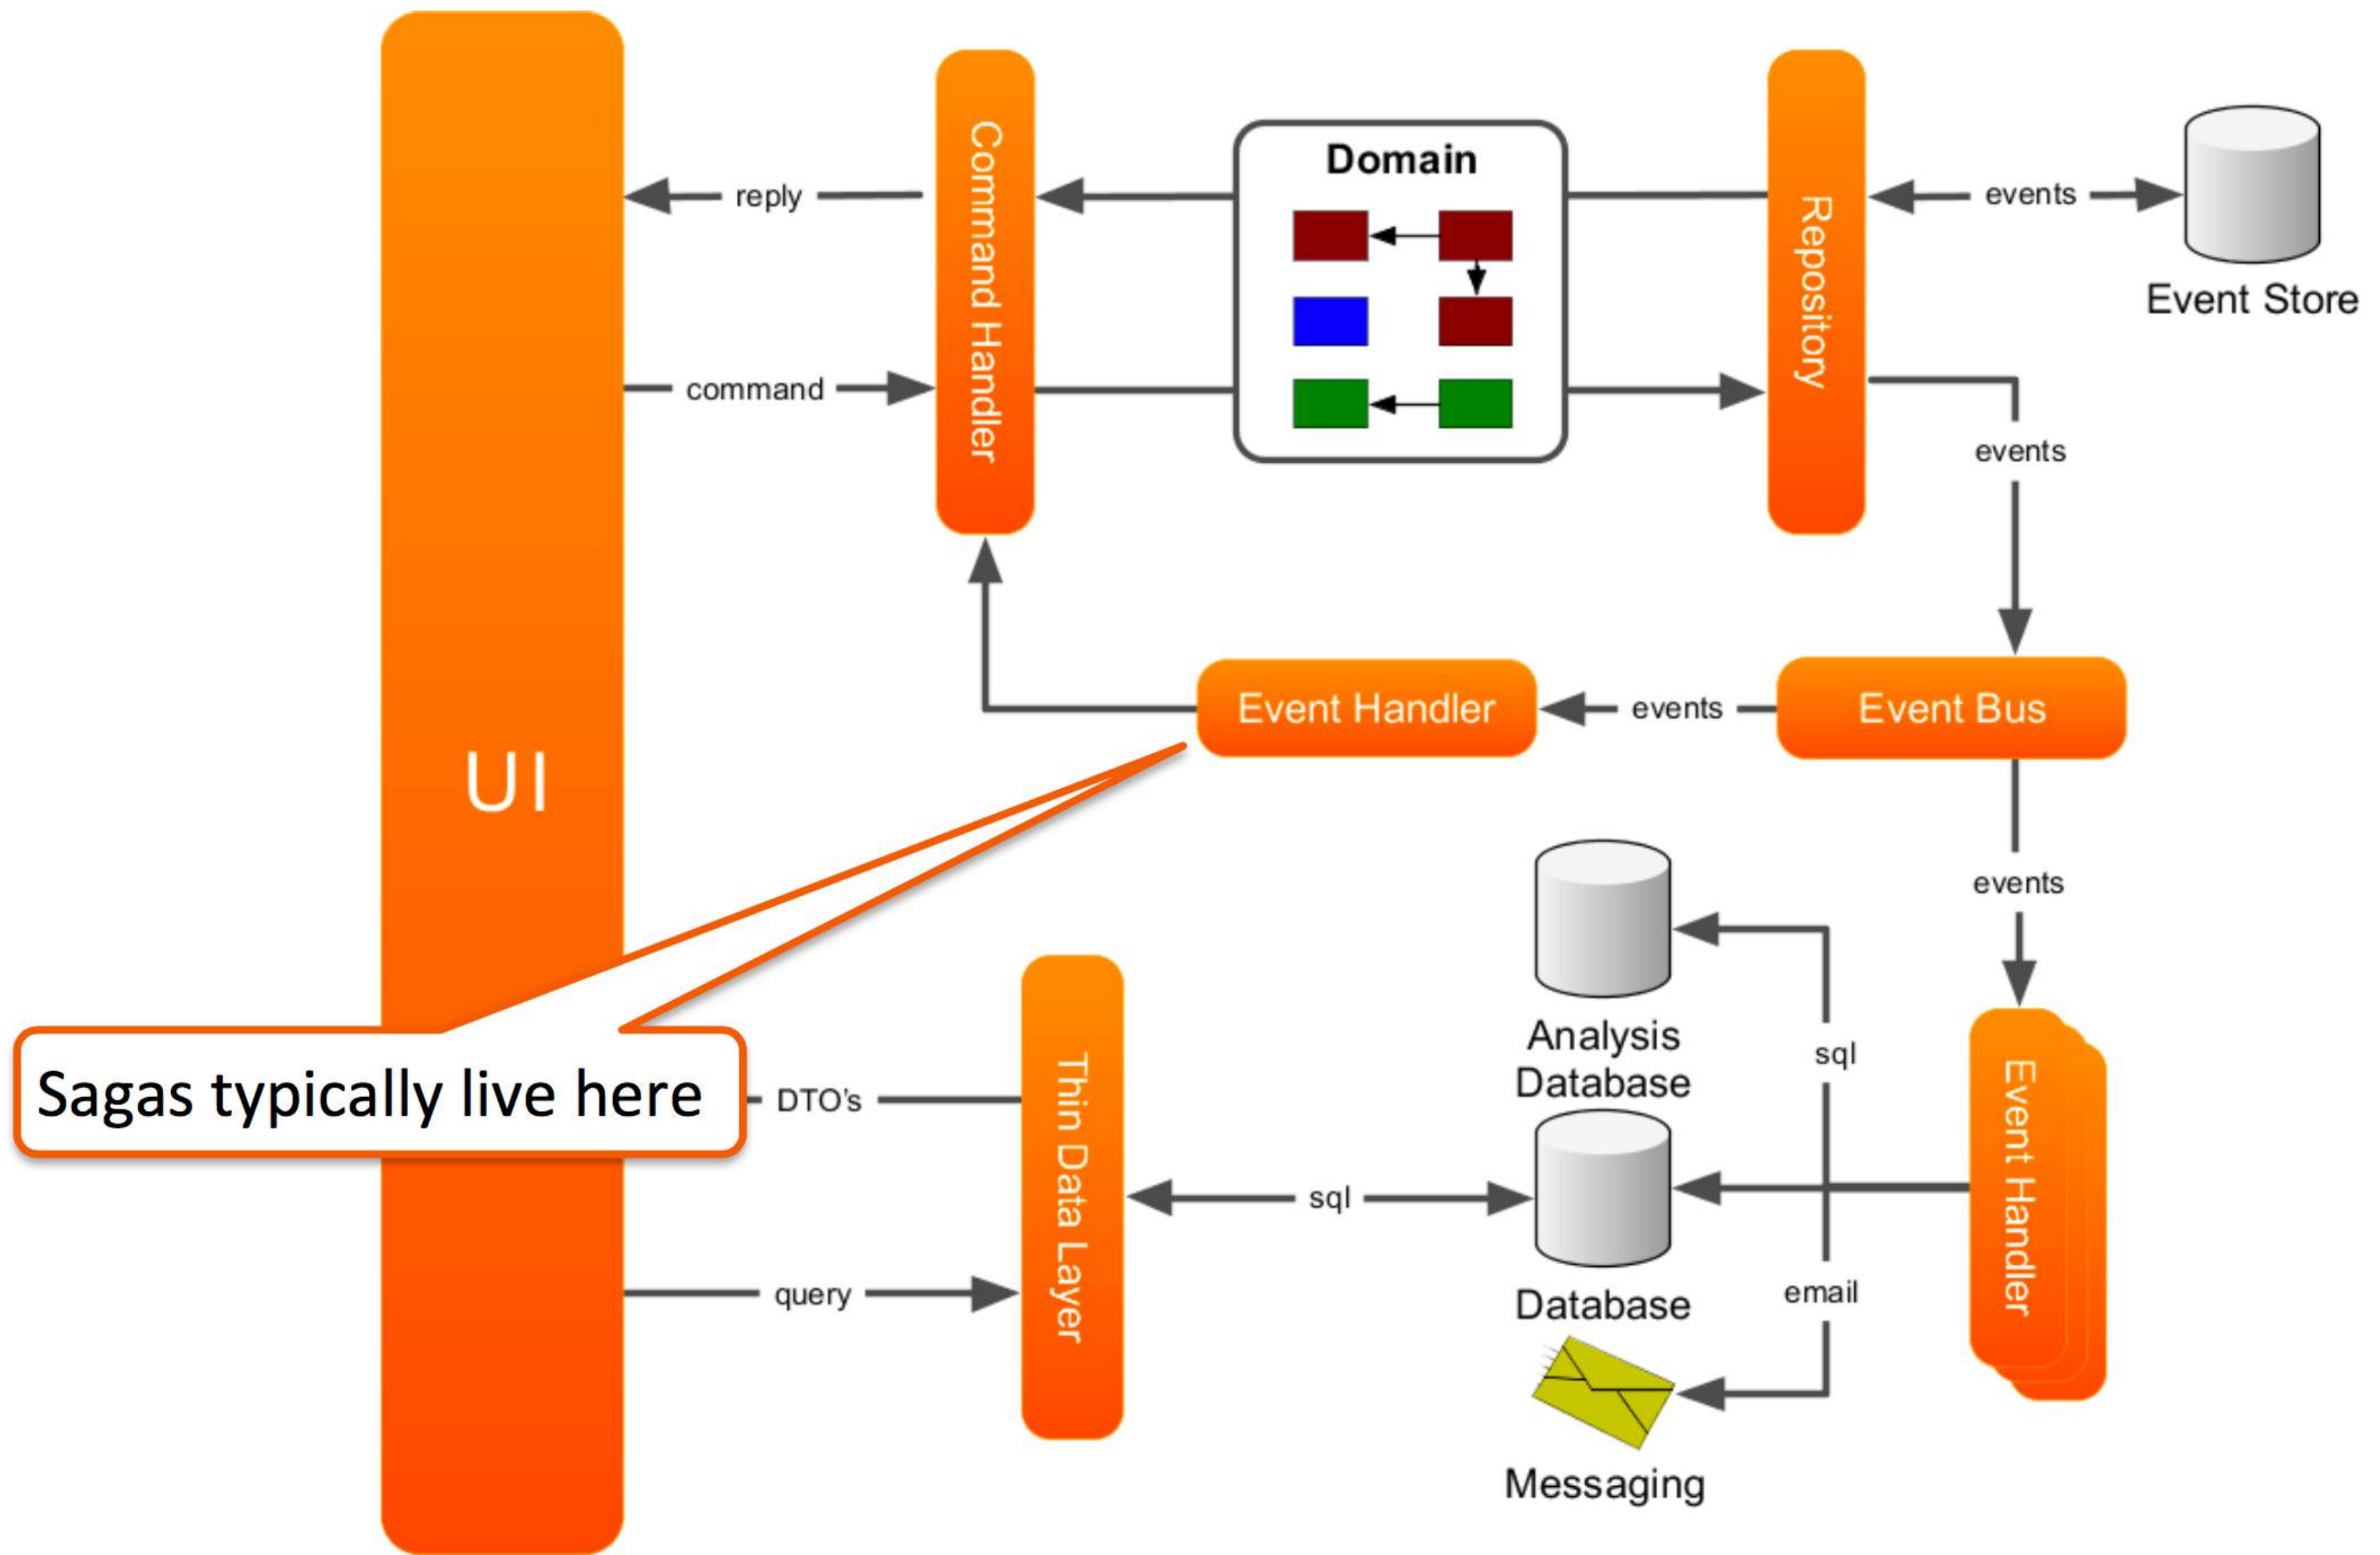 Domain
Command Handler
Repository
reply
events
Event Store
command
events
Event Handler
events
Event Bus
UI
events
Analysis
Database
sql
Sagas typically live here
DTO's
Thin Data Layer
Event Handler
sql
query
Database
email
Messaging